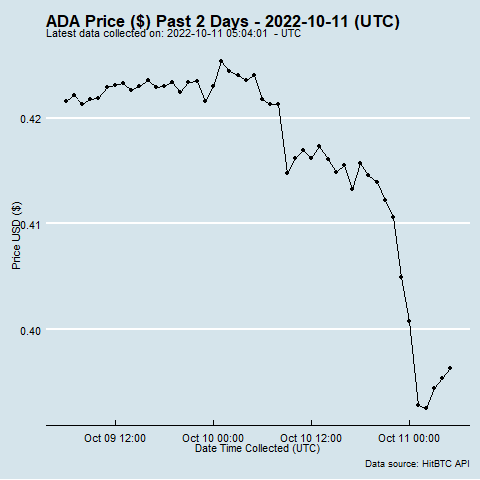 ADA Price ($) Past 2 Days - 2022-10-11 (UTC)
Latest data collected on: 2022-10-11 05:04:01 - UTC
Price USD ($)
0.42
0.41
0.40
Oct 09 12:00
Oct 10 00:00
Oct 10 12:00
Oct 11 00:00
Date Time Collected (UTC)
Data source: HitBTC API